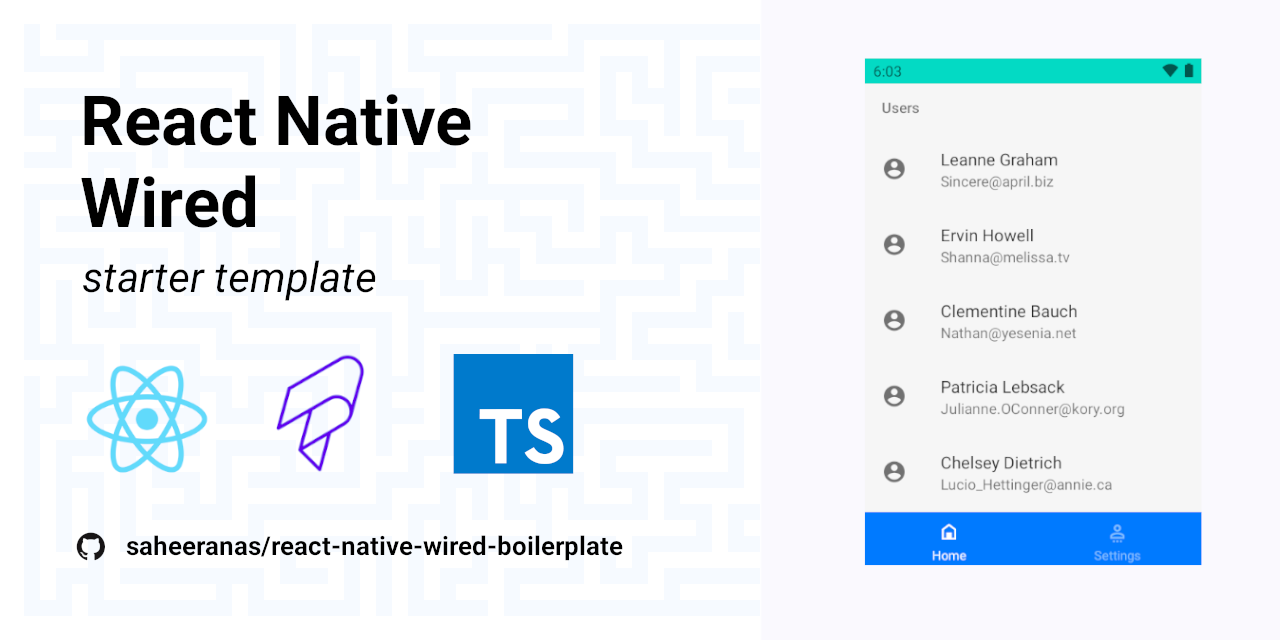 React Native
Wired
starter template
TS
saheeranas/react-native-wired-boilerplate
6:03
Users
Leanne Graham
Sincere@april.biz
Ervin Howell
Shanna@melissa.tv
Clementine Bauch
Nathan@yesenia.net
Patricia Lebsack
Julianne.OConner@kory.org
Chelsey Dietrich
Lucio_Hettinger@annie.ca
Home Settings